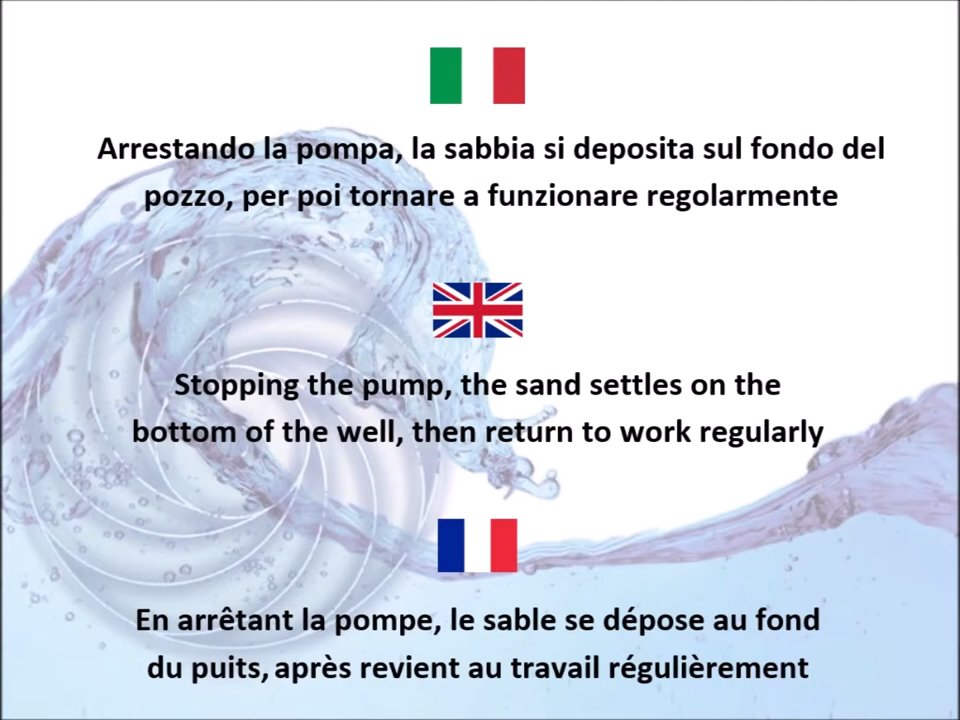 Arrestando la pompa, la sabbia si deposita sul fondo del
pozzo, per poi tornare a funzionare regolarmente
Stopping the pump, the sand settles on the
bottom of the well, then return to work regularly
En arrêtant la pompe, le sable se dépose au fond
du puits, après revient au travail régulièrement